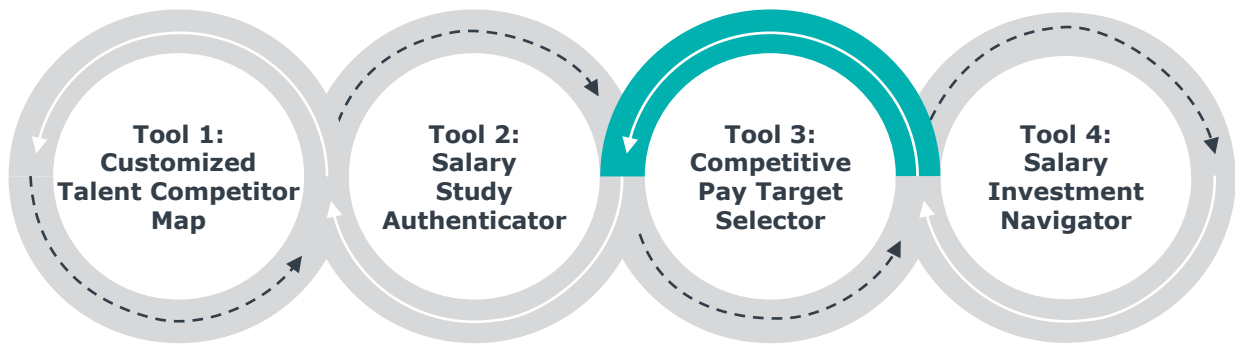 Tool 1:
Customized
Talent Competitor
Map
Tool 2:
Salary
Study
Authenticator
Tool 3:
Competitive
Pay Target
Selector
Tool 4:
Salary
Investment
Navigator